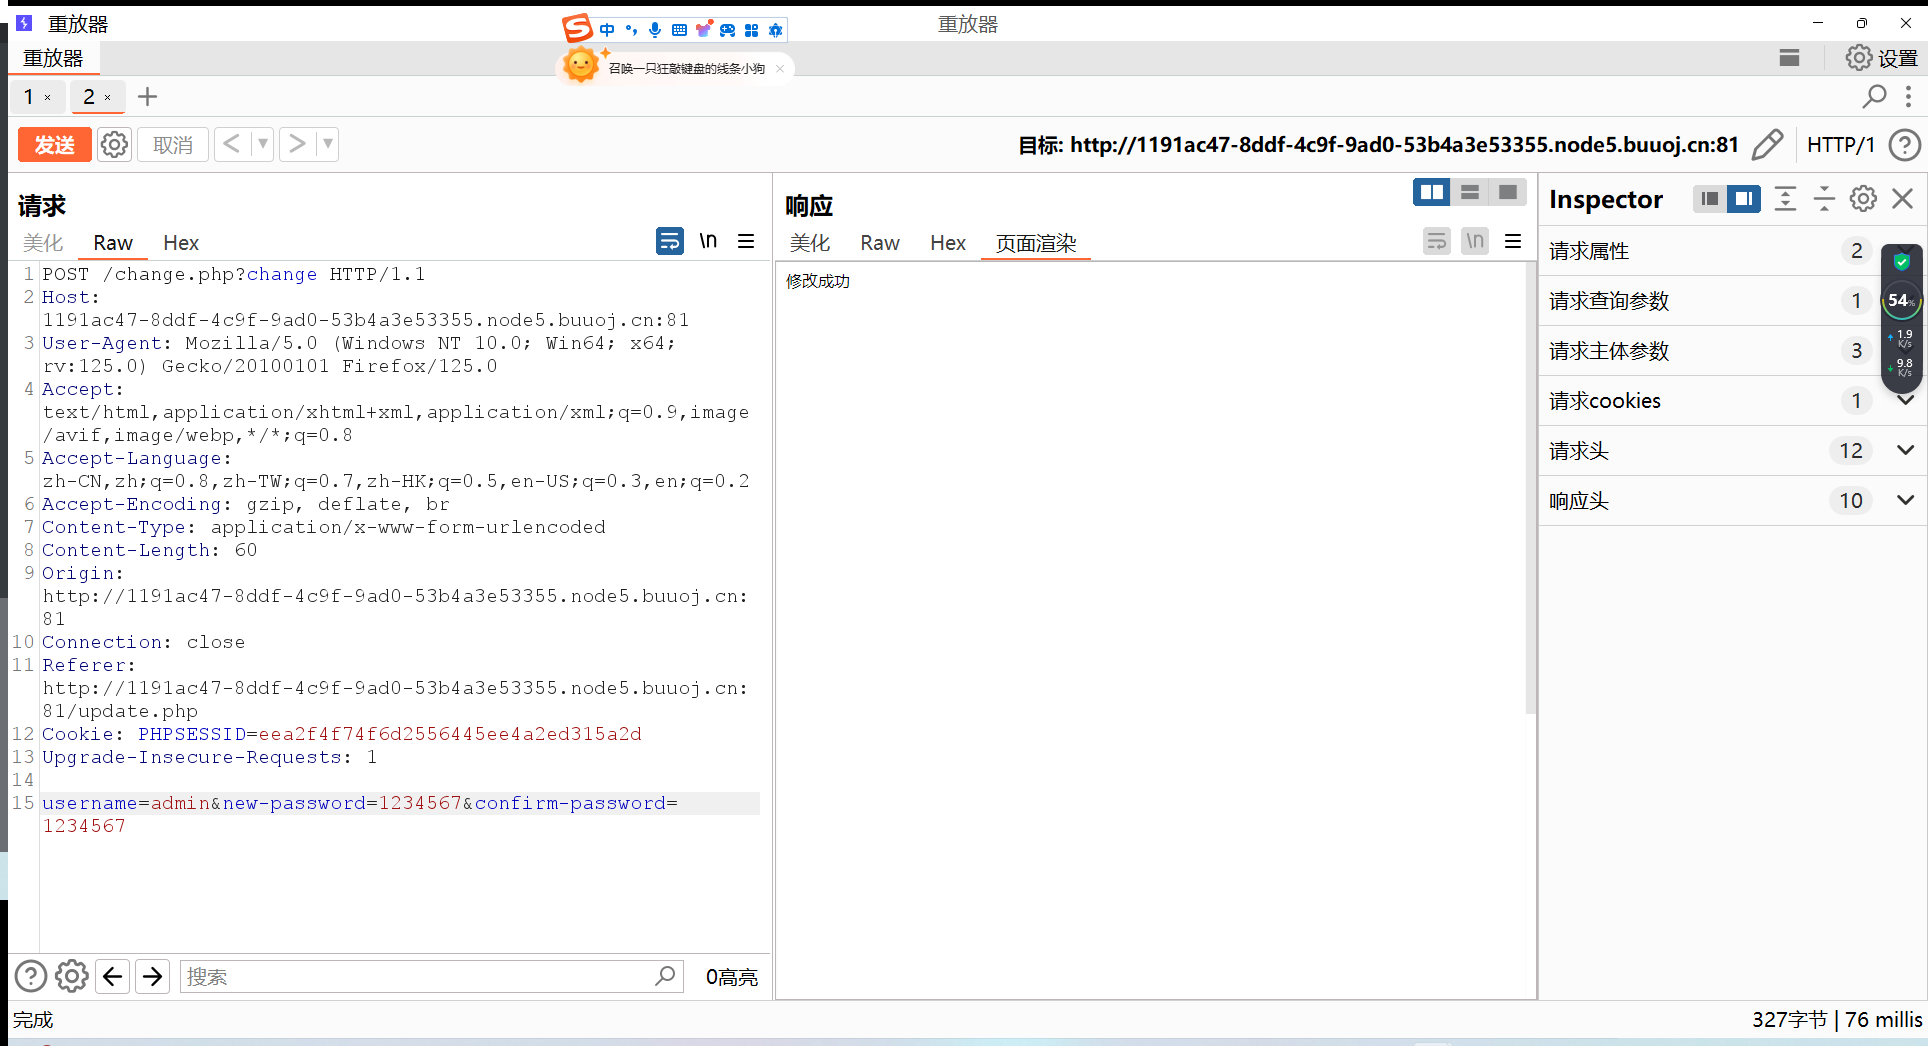 重放器
重放器
中
召唤一只狂敲键盘的线条小狗 ×
重放器
设置
1 ×
2 ×
+
发送
取消
<
>
目标: http://1191ac47-8ddf-4c9f-9ad0-53b4a3e53355.node5.buuoj.cn:81
HTTP/1
?
请求
美化
Raw
Hex
\n
1 POST /change.php?change HTTP/1.1
2 Host:
1191ac47-8ddf-4c9f-9ad0-53b4a3e53355.node5.buuoj.cn:81
3 User-Agent: Mozilla/5.0 (Windows NT 10.0; Win64; x64;
rv:125.0) Gecko/20100101 Firefox/125.0
4 Accept:
text/html,application/xhtml+xml,application/xml;q=0.9,image
/avif,image/webp,*/*;q=0.8
5 Accept-Language:
zh-CN,zh;q=0.8,zh-TW;q=0.7,zh-HK;q=0.5,en-US;q=0.3,en;q=0.2
6 Accept-Encoding: gzip, deflate, br
7 Content-Type: application/x-www-form-urlencoded
8 Content-Length: 60
9 Origin:
http://1191ac47-8ddf-4c9f-9ad0-53b4a3e53355.node5.buuoj.cn:
81
10 Connection: close
11 Referer:
http://1191ac47-8ddf-4c9f-9ad0-53b4a3e53355.node5.buuoj.cn:
81/update.php
12 Cookie: PHPSESSID=eea2f4f74f6d2556445ee4a2ed315a2d
13 Upgrade-Insecure-Requests: 1
14
15 username=admin&new-password=1234567&confirm-password=
1234567
搜索
0高亮
响应
美化
Raw
Hex
页面渲染
\n
修改成功
Inspector
请求属性 2
请求查询参数 1
请求主体参数 3
请求cookies 1
请求头 12
响应头 10
54%
1.9
K/s
9.8
K/s
完成
327字节 | 76 millis